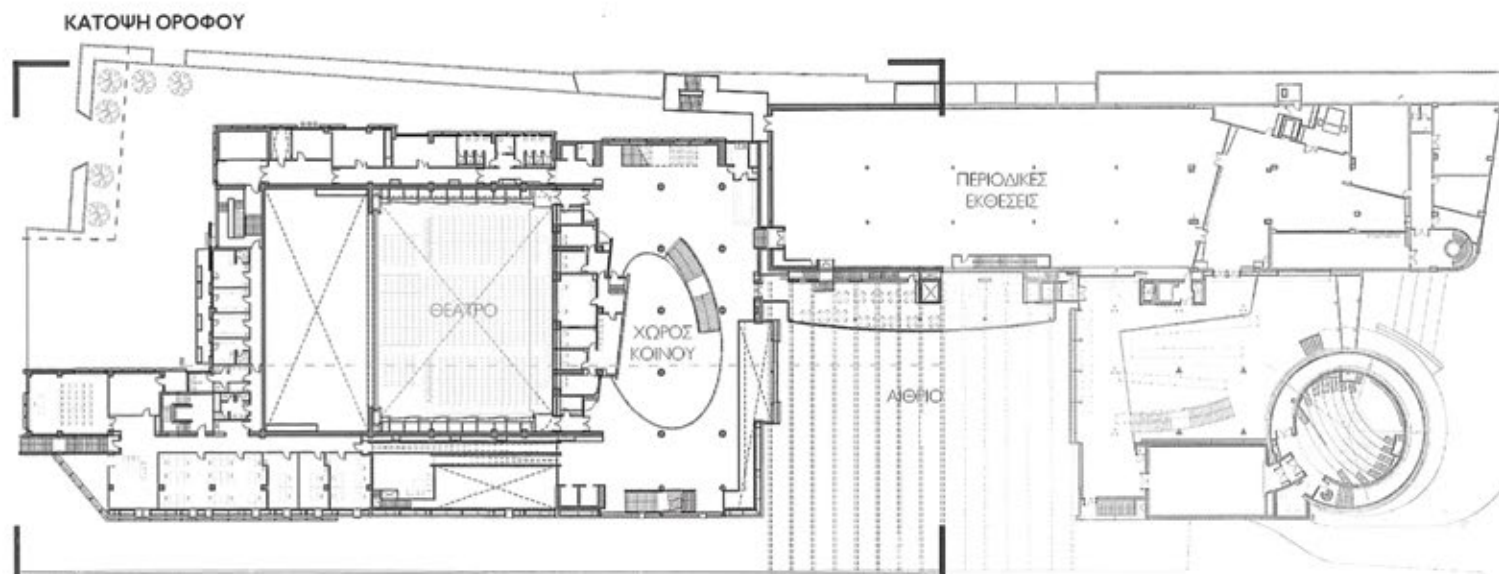 ΚΑΤΟΨΗ ΟΡΟΦΟΥ
ΠΕΡΙΟΔΙΚΕΣ
ΕΚΘΕΣΕΙΣ
ΘΕΑΤΡΟ
ΧΩΡΟΣ
ΚΟΙΝΟΥ
ΑΙΘΡΙΟ